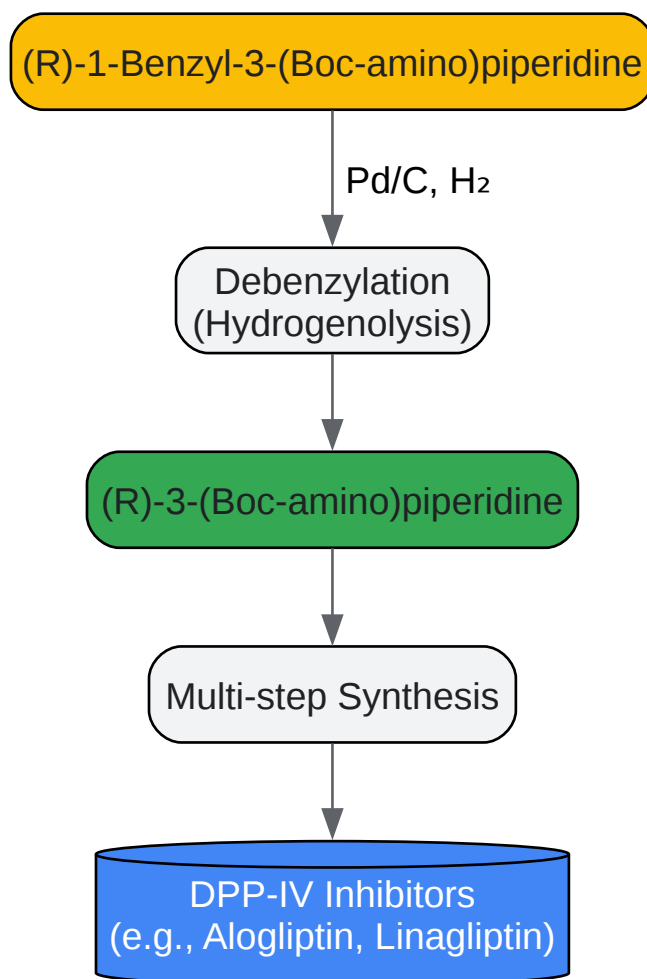 (R)-1-Benzyl-3-(Boc-amino)piperidine
Pd/C, H₂
Debenzylation
(Hydrogenolysis)
(R)-3-(Boc-amino)piperidine
Multi-step Synthesis
DPP-IV Inhibitors
(e.g., Alogliptin, Linagliptin)